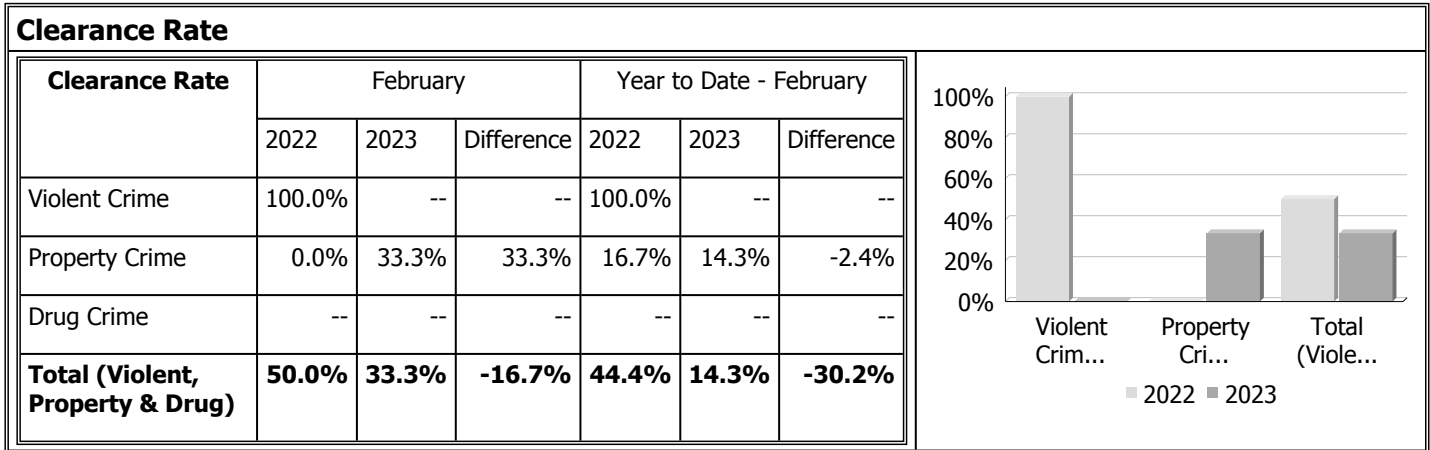 Clearance Rate
Clearance Rate February Year to Date - February
2022 2023 Difference 2022 2023 Difference
Violent Crime 100.0% -- -- 100.0% -- --
Property Crime 0.0% 33.3% 33.3% 16.7% 14.3% -2.4%
Drug Crime -- -- -- -- -- --
Total (Violent, 50.0% 33.3% -16.7% 44.4% 14.3% -30.2%
Property & Drug)
100%
80%
60%
40%
20%
0%
Violent Property Total
Crim... Cri... (Viole...
2022 2023